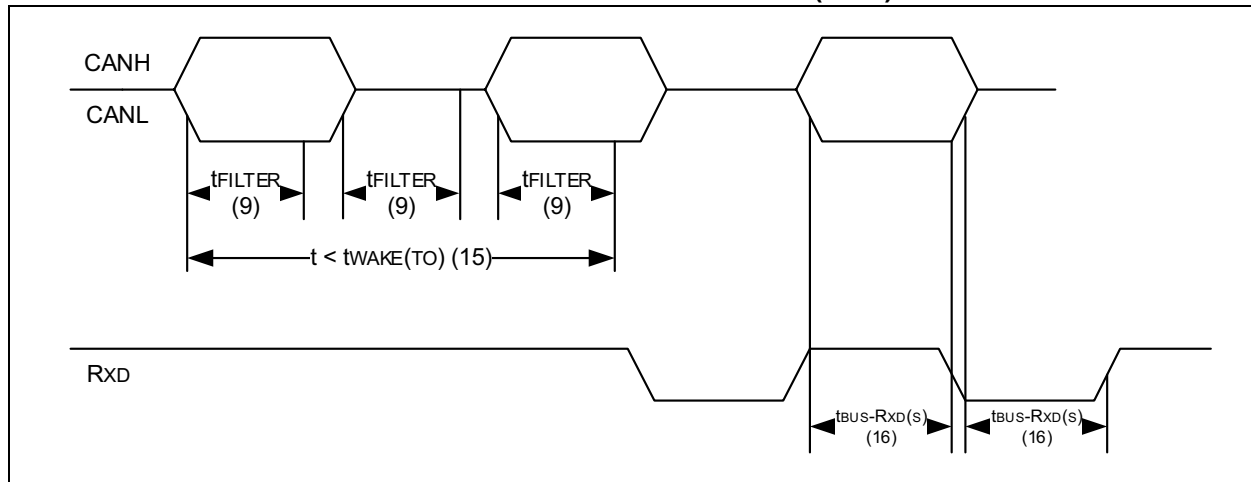 CANH
CANL
tFILTER tFILTER tFILTER
(9) (9) (9)
t < tWAKE(TO) (15)
RXD
tBUS-RXD(S) tBUS-RXD(S)
(16) (16)